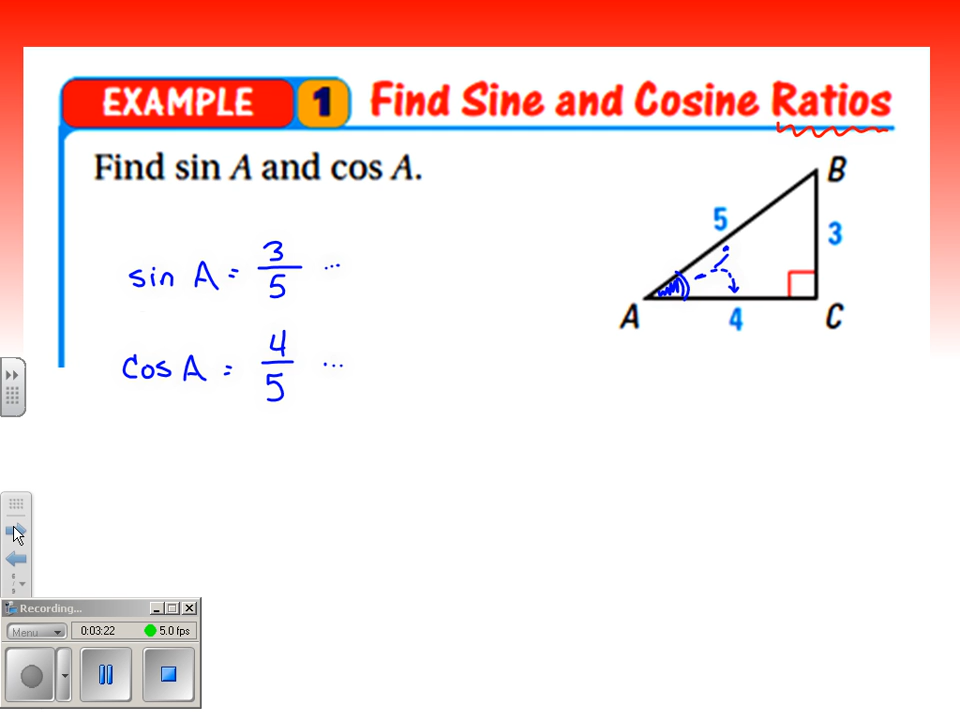 EXAMPLE 1 Find Sine and Cosine Ratios
Find sin A and cos A.
B
5
3
sin A = 3/5 ...
A
4
C
cos A = 4/5 ...
Recording...
Menu 0:03:22 5.0 fps